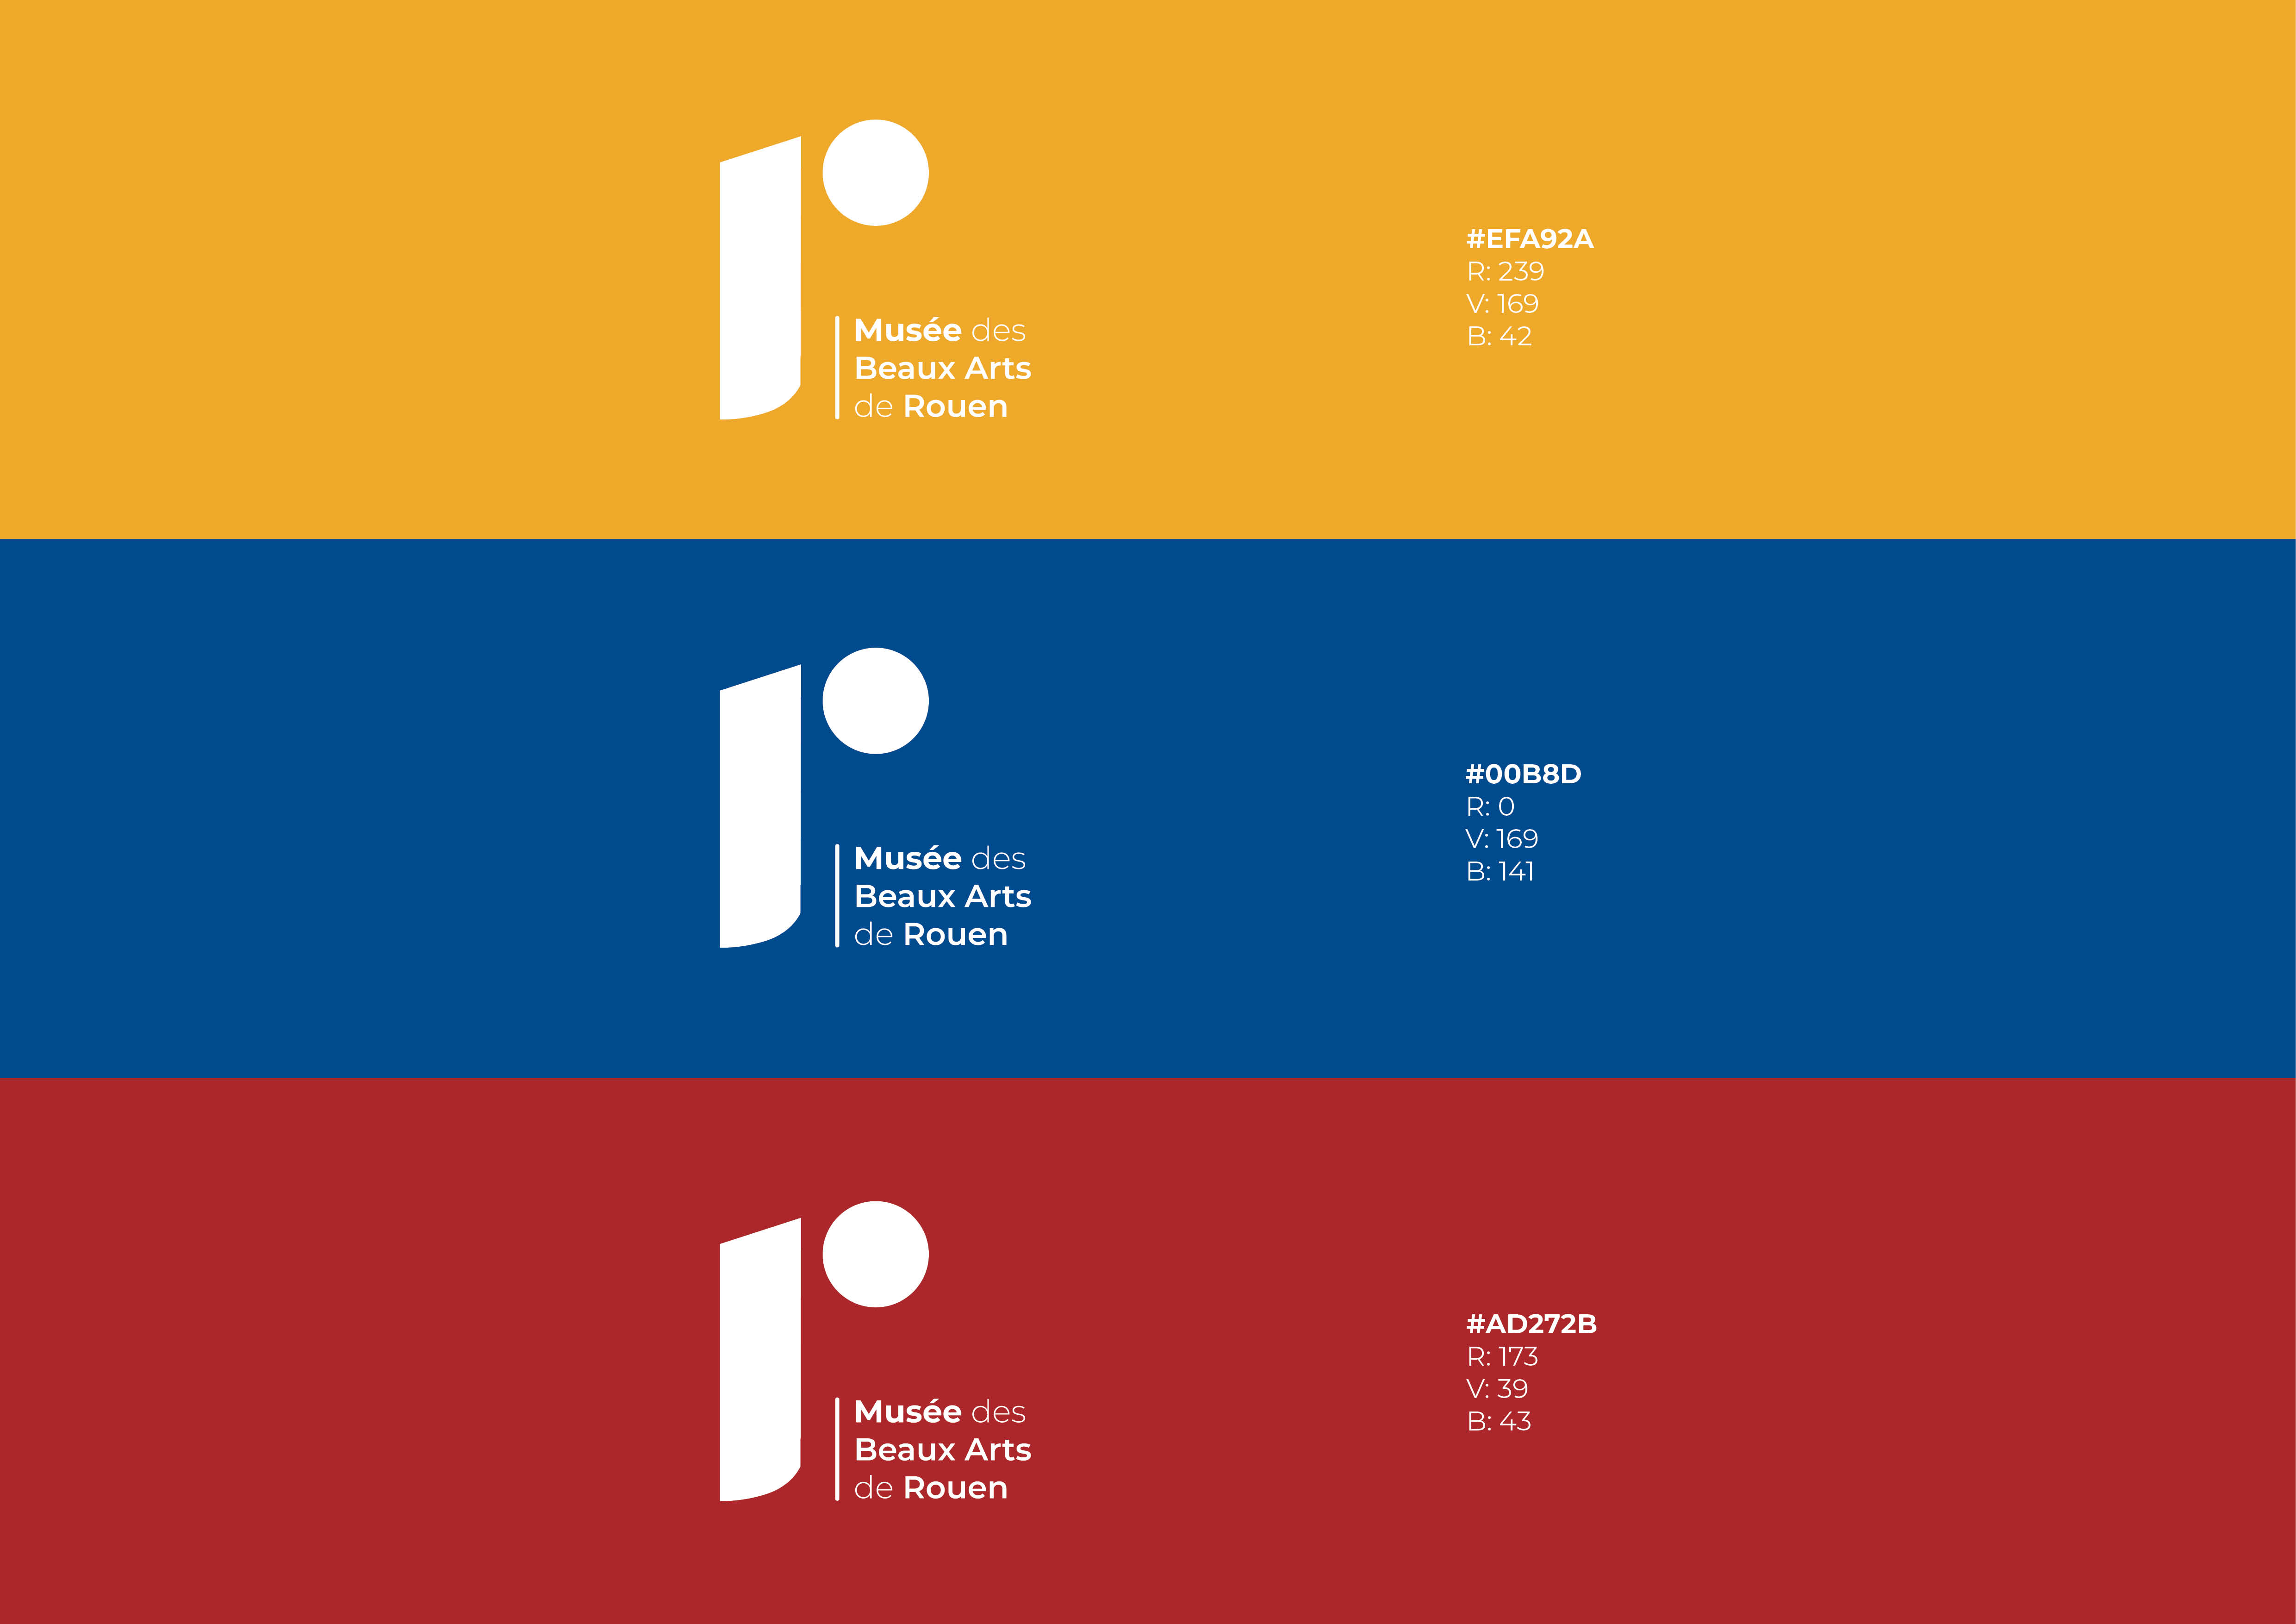 Musée des
Beaux Arts
de Rouen
#EFA92A
R: 239
V: 169
B: 42
Musée des
Beaux Arts
de Rouen
#00B8D
R: 0
V: 169
B: 141
Musée des
Beaux Arts
de Rouen
#AD272B
R: 173
V: 39
B: 43